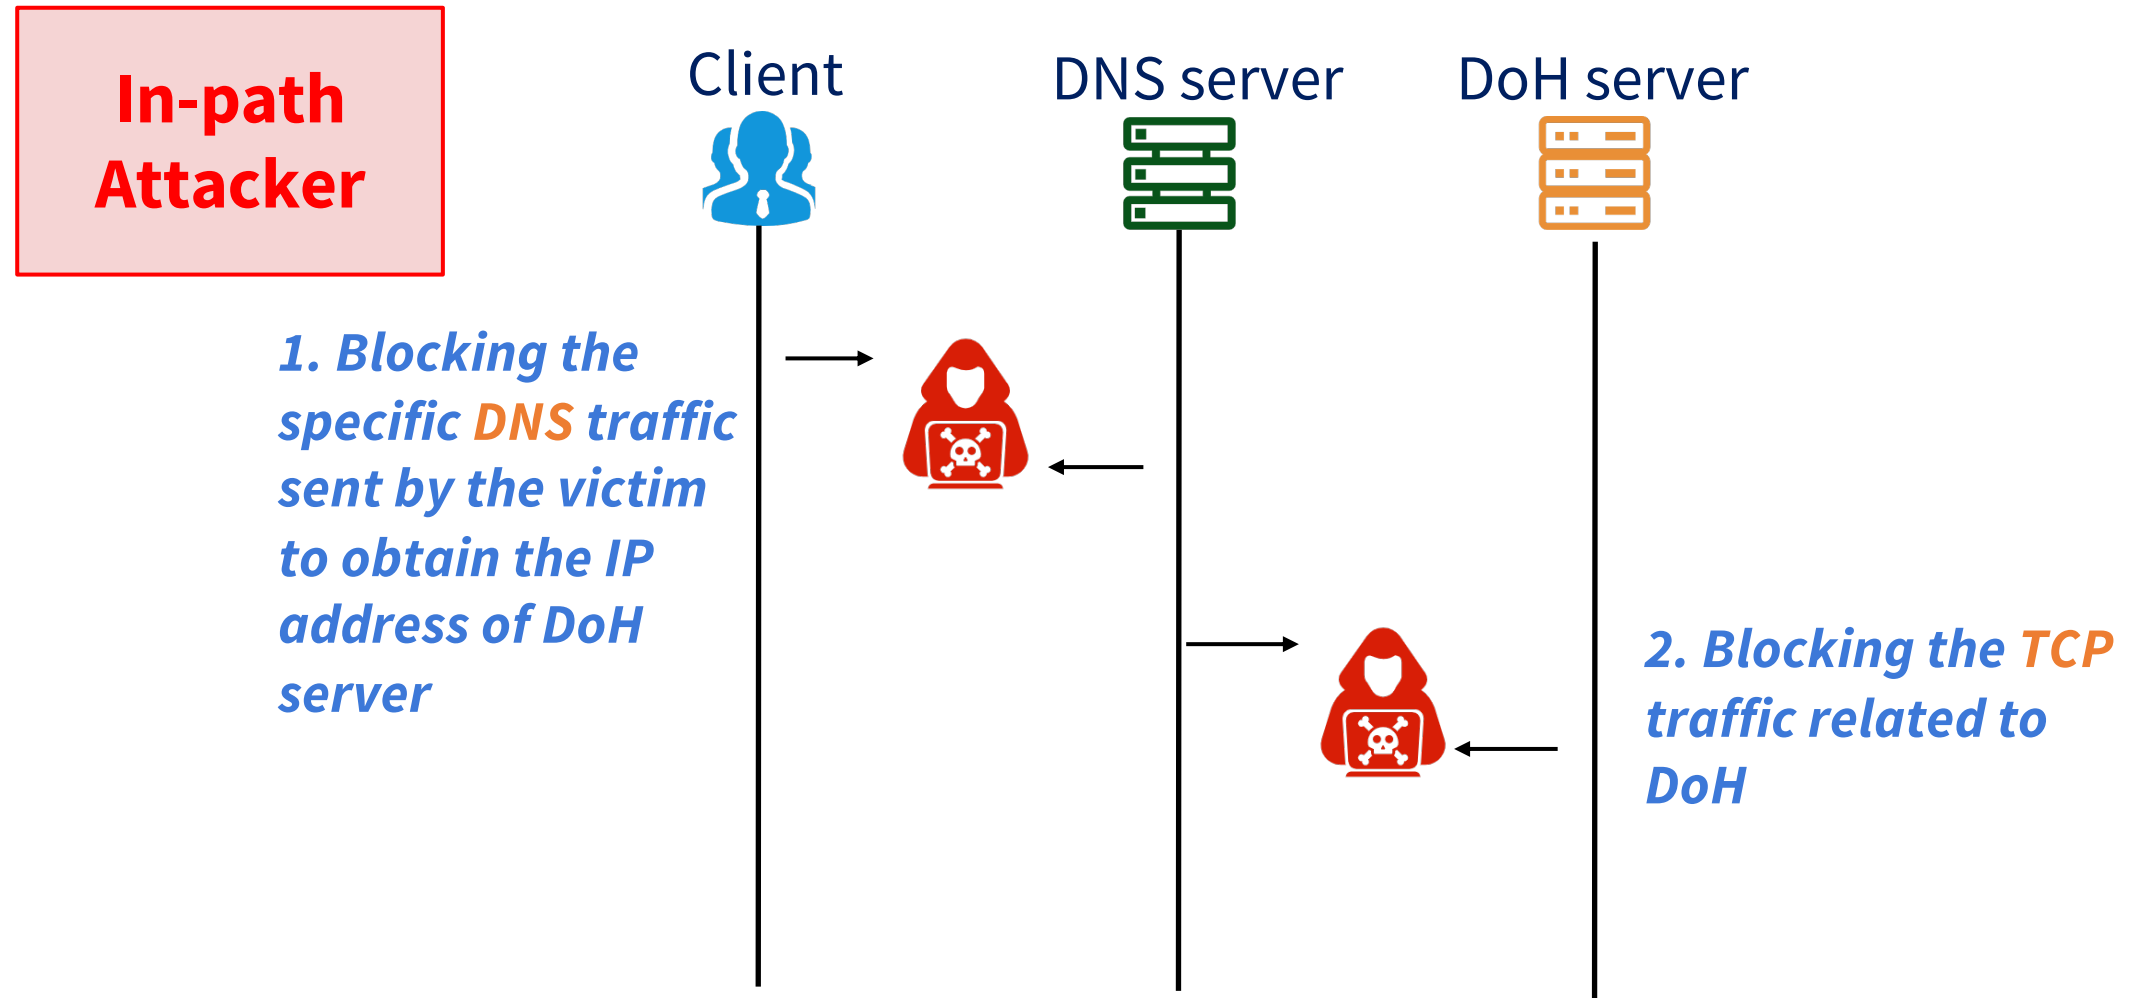 In-path
Attacker
Client
DNS server
DoH server
1. Blocking the
specific DNS traffic
sent by the victim
to obtain the IP
address of DoH
server
2. Blocking the TCP
traffic related to
DoH